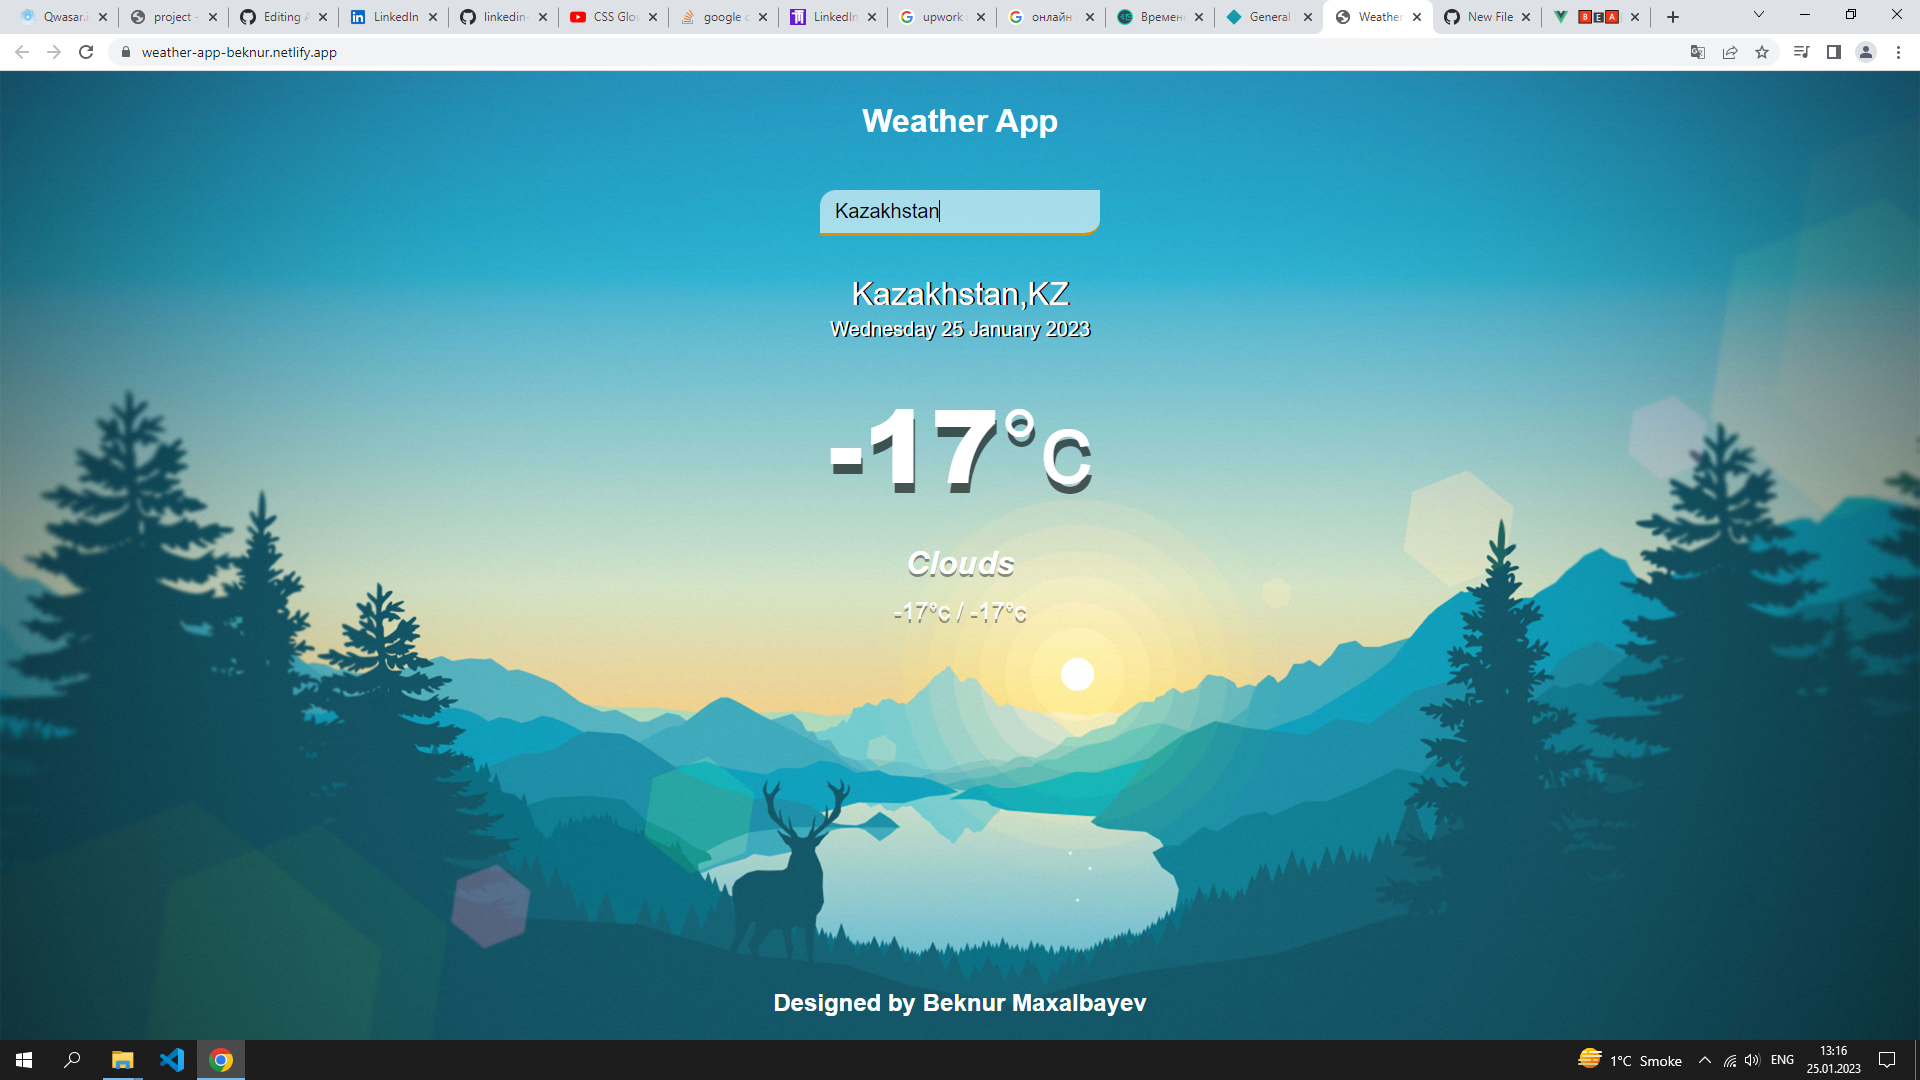 Qwasar.i
project -
Editing A
LinkedIn
linkedin-
CSS Glo
google c
LinkedIn
upwork
онлайн
Времен
General
Weather
New File
B E A
weather-app-beknur.netlify.app
Weather App
Kazakhstan
Kazakhstan,KZ
Wednesday 25 January 2023
-17°c
Clouds
-17°c / -17°c
Designed by Beknur Maxalbayev
1°C Smoke
ENG
13:16
25.01.2023